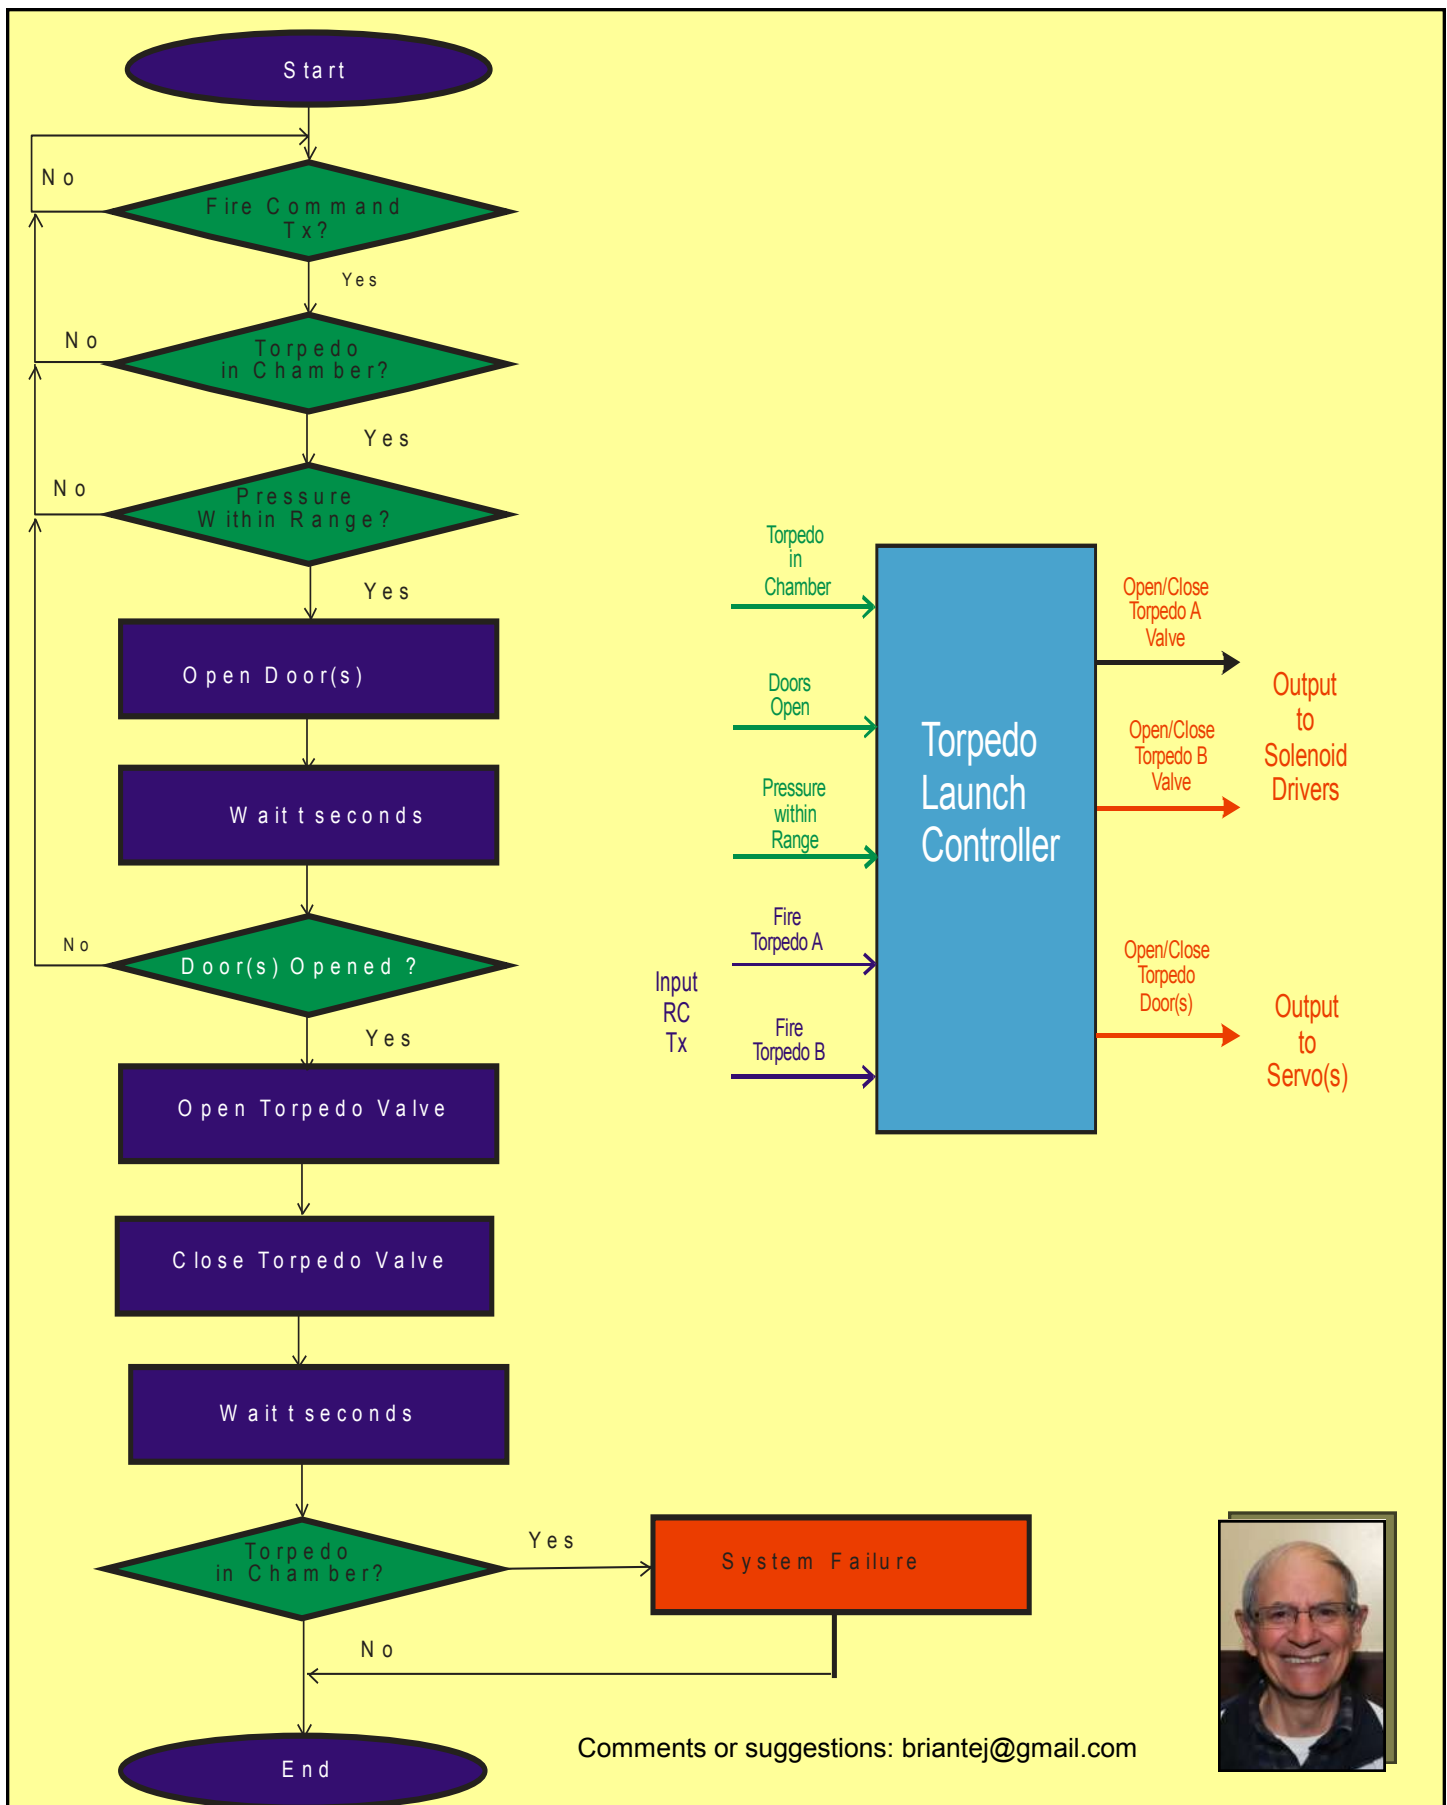 Start
No
Fire Command
Tx?
Yes
No
Torpedo
in Chamber?
Yes
No
Pressure
Within Range?
Yes
Open Door(s)
Wait t seconds
No
Door(s) Opened ?
Yes
Open Torpedo Valve
Close Torpedo Valve
Wait t seconds
Torpedo
in Chamber?
Yes
System Failure
No
End
Torpedo
in
Chamber
Doors
Open
Pressure
within
Range
Fire
Torpedo A
Input
RC
Tx
Fire
Torpedo B
Torpedo
Launch
Controller
Open/Close
Torpedo A
Valve
Open/Close
Torpedo B
Valve
Output
to
Solenoid
Drivers
Open/Close
Torpedo
Door(s)
Output
to
Servo(s)
Comments or suggestions: briantej@gmail.com